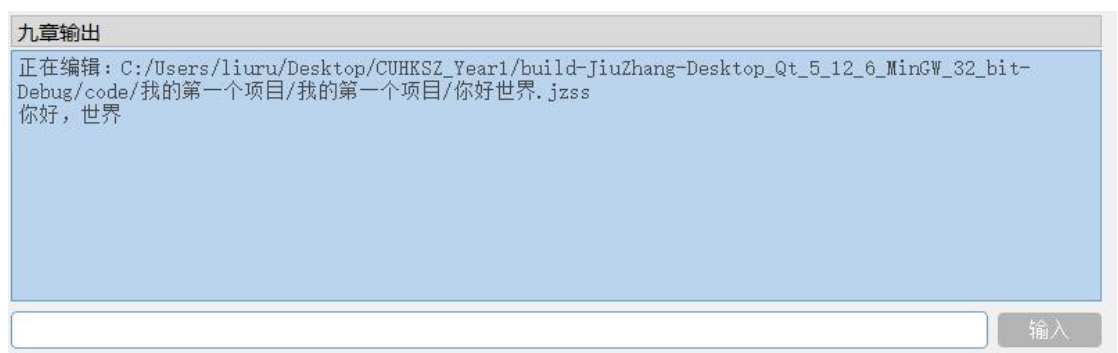 九章输出
正在编辑：C:/Users/liuru/Desktop/CUHKSZ_Year1/build-JiuZhang-Desktop_Qt_5_12_6_MinGW_32_bit-
Debug/code/我的第一个项目/我的第一个项目/你好世界.jzss
你好，世界
输入